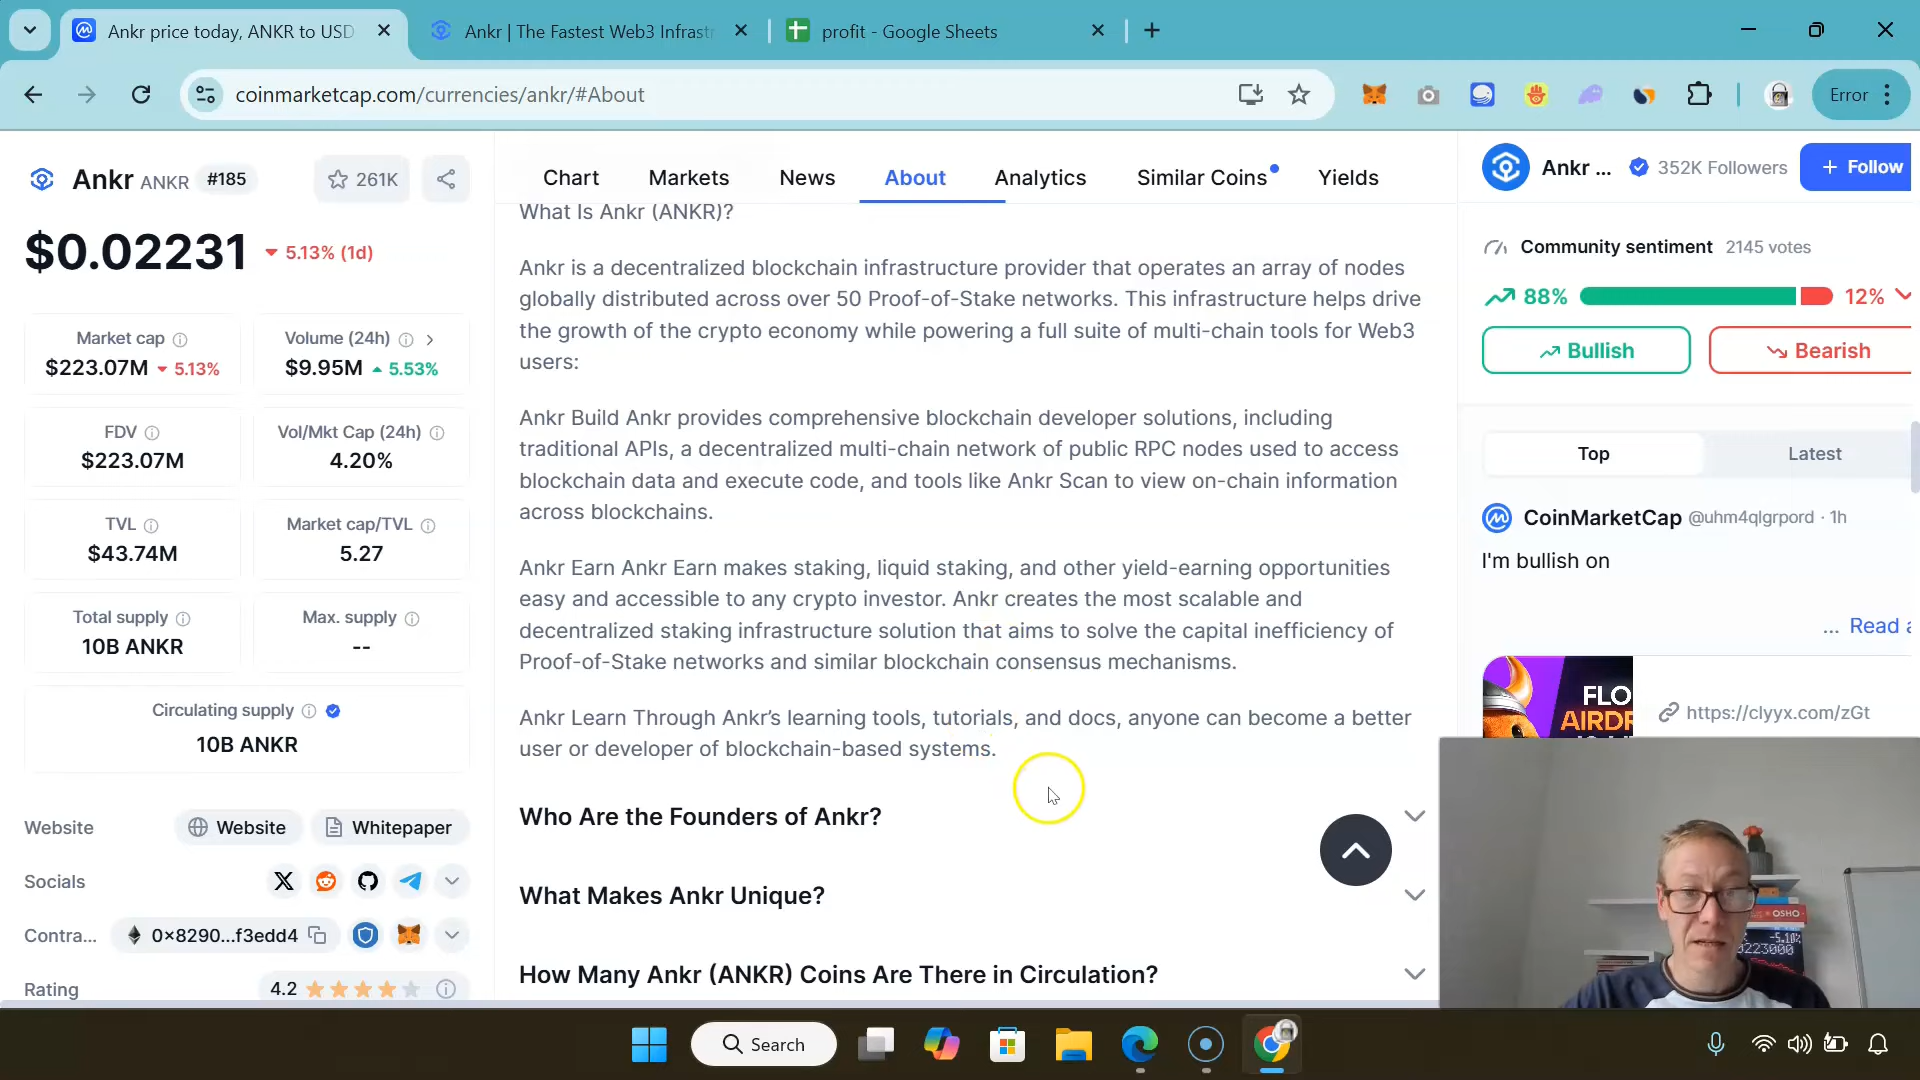 Ankr price today, ANKR to USD
Ankr | The Fastest Web3 Infrastr
profit - Google Sheets
coinmarketcap.com/currencies/ankr/#About
Error
Ankr ANKR #185
261K
$0.02231 5.13% (1d)
Market cap
$223.07M 5.13%
Volume (24h)
$9.95M 5.53%
FDV
$223.07M
Vol/Mkt Cap (24h)
4.20%
TVL
$43.74M
Market cap/TVL
5.27
Total supply
10B ANKR
Max. supply
--
Circulating supply
10B ANKR
Website Website Whitepaper
Socials
Contra... 0x8290...f3edd4
Rating 4.2
Chart Markets News About Analytics Similar Coins Yields
What Is Ankr (ANKR)?
Ankr is a decentralized blockchain infrastructure provider that operates an array of nodes
globally distributed across over 50 Proof-of-Stake networks. This infrastructure helps drive
the growth of the crypto economy while powering a full suite of multi-chain tools for Web3
users:
Ankr Build Ankr provides comprehensive blockchain developer solutions, including
traditional APIs, a decentralized multi-chain network of public RPC nodes used to access
blockchain data and execute code, and tools like Ankr Scan to view on-chain information
across blockchains.
Ankr Earn Ankr Earn makes staking, liquid staking, and other yield-earning opportunities
easy and accessible to any crypto investor. Ankr creates the most scalable and
decentralized staking infrastructure solution that aims to solve the capital inefficiency of
Proof-of-Stake networks and similar blockchain consensus mechanisms.
Ankr Learn Through Ankr’s learning tools, tutorials, and docs, anyone can become a better
user or developer of blockchain-based systems.
Who Are the Founders of Ankr?
What Makes Ankr Unique?
How Many Ankr (ANKR) Coins Are There in Circulation?
Ankr ... 352K Followers + Follow
Community sentiment 2145 votes
88% 12%
Bullish Bearish
Top Latest
CoinMarketCap @uhm4qlgrpord · 1h
I'm bullish on
... Read a
FLO
AIRDR
https://clyyx.com/zGt
OSHO
-5.10%
0223000
Search